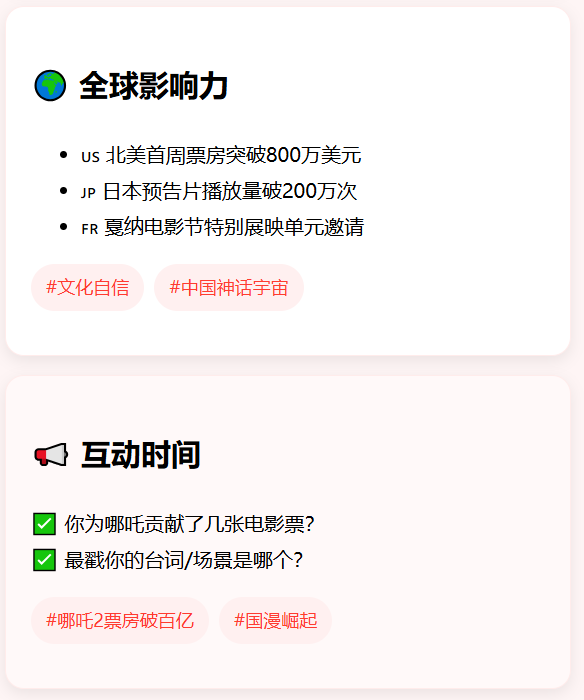 全球影响力
US 北美首周票房突破800万美元
JP 日本预告片播放量破200万次
FR 戛纳电影节特别展映单元邀请
#文化自信 #中国神话宇宙
互动时间
你为哪吒贡献了几张电影票？
最戳你的台词/场景是哪个？
#哪吒2票房破百亿 #国漫崛起